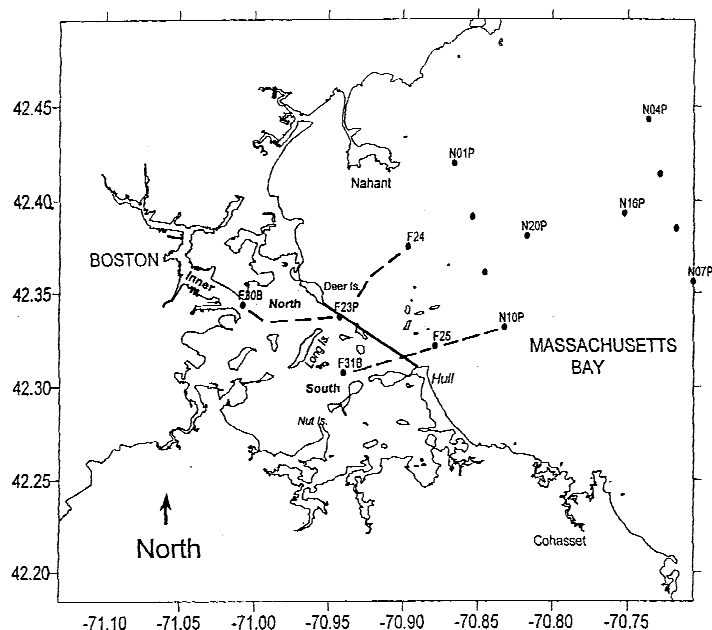 42.45
N04P
N01P
Nahant
42.40
N16P
F24
N20P
BOSTON
N07P
Inner
Deer Is.
42.35
F30B
North
F23P
N10P
F25
MASSACHUSETTS
BAY
Long Is.
F31B
Hull
42.30
South
Nut Is.
42.25
North
Cohasset
42.20
-71.10
-71.05
-71.00
-70.95
-70.90
-70.85
-70.80
-70.75